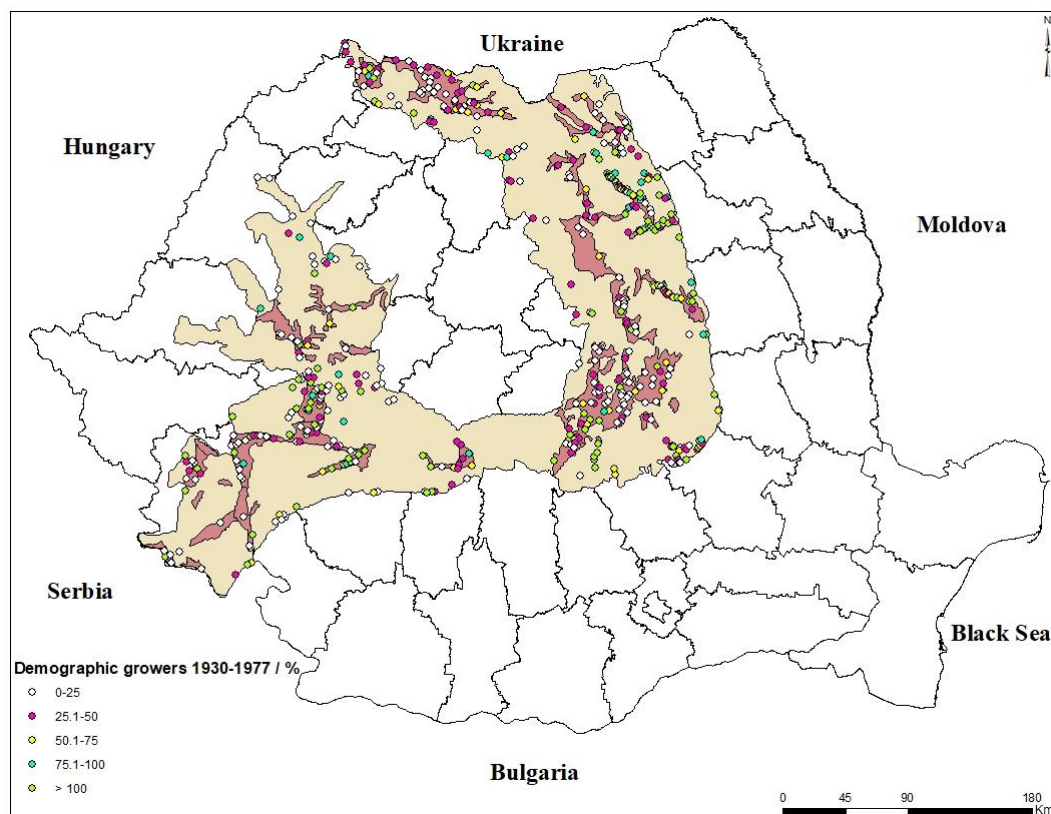 N
Ukraine
Hungary
Moldova
Serbia
Black Sea
Demographic growers 1930-1977 / %
0-25
25.1-50
50.1-75
75.1-100
> 100
Bulgaria
0 45 90 180
Km